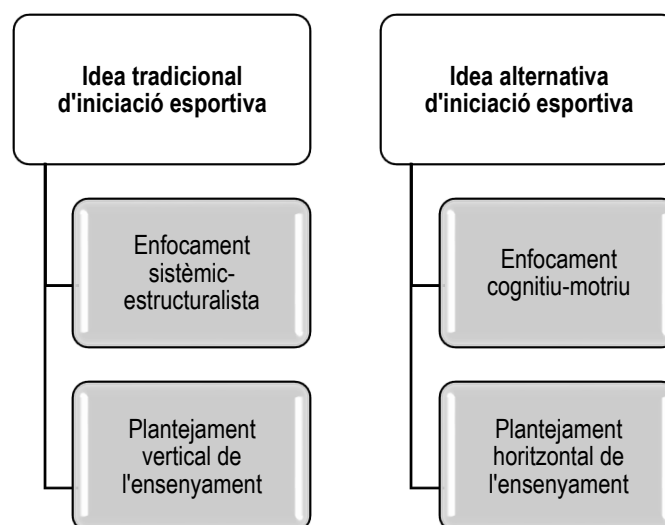 Idea tradicional
d'iniciació esportiva
Enfocament
sistèmic-
estructuralista
Plantejament
vertical de
l'ensenyament
Idea alternativa
d'iniciació esportiva
Enfocament
cognitiu-motriu
Plantejament
horitzontal de
l'ensenyament